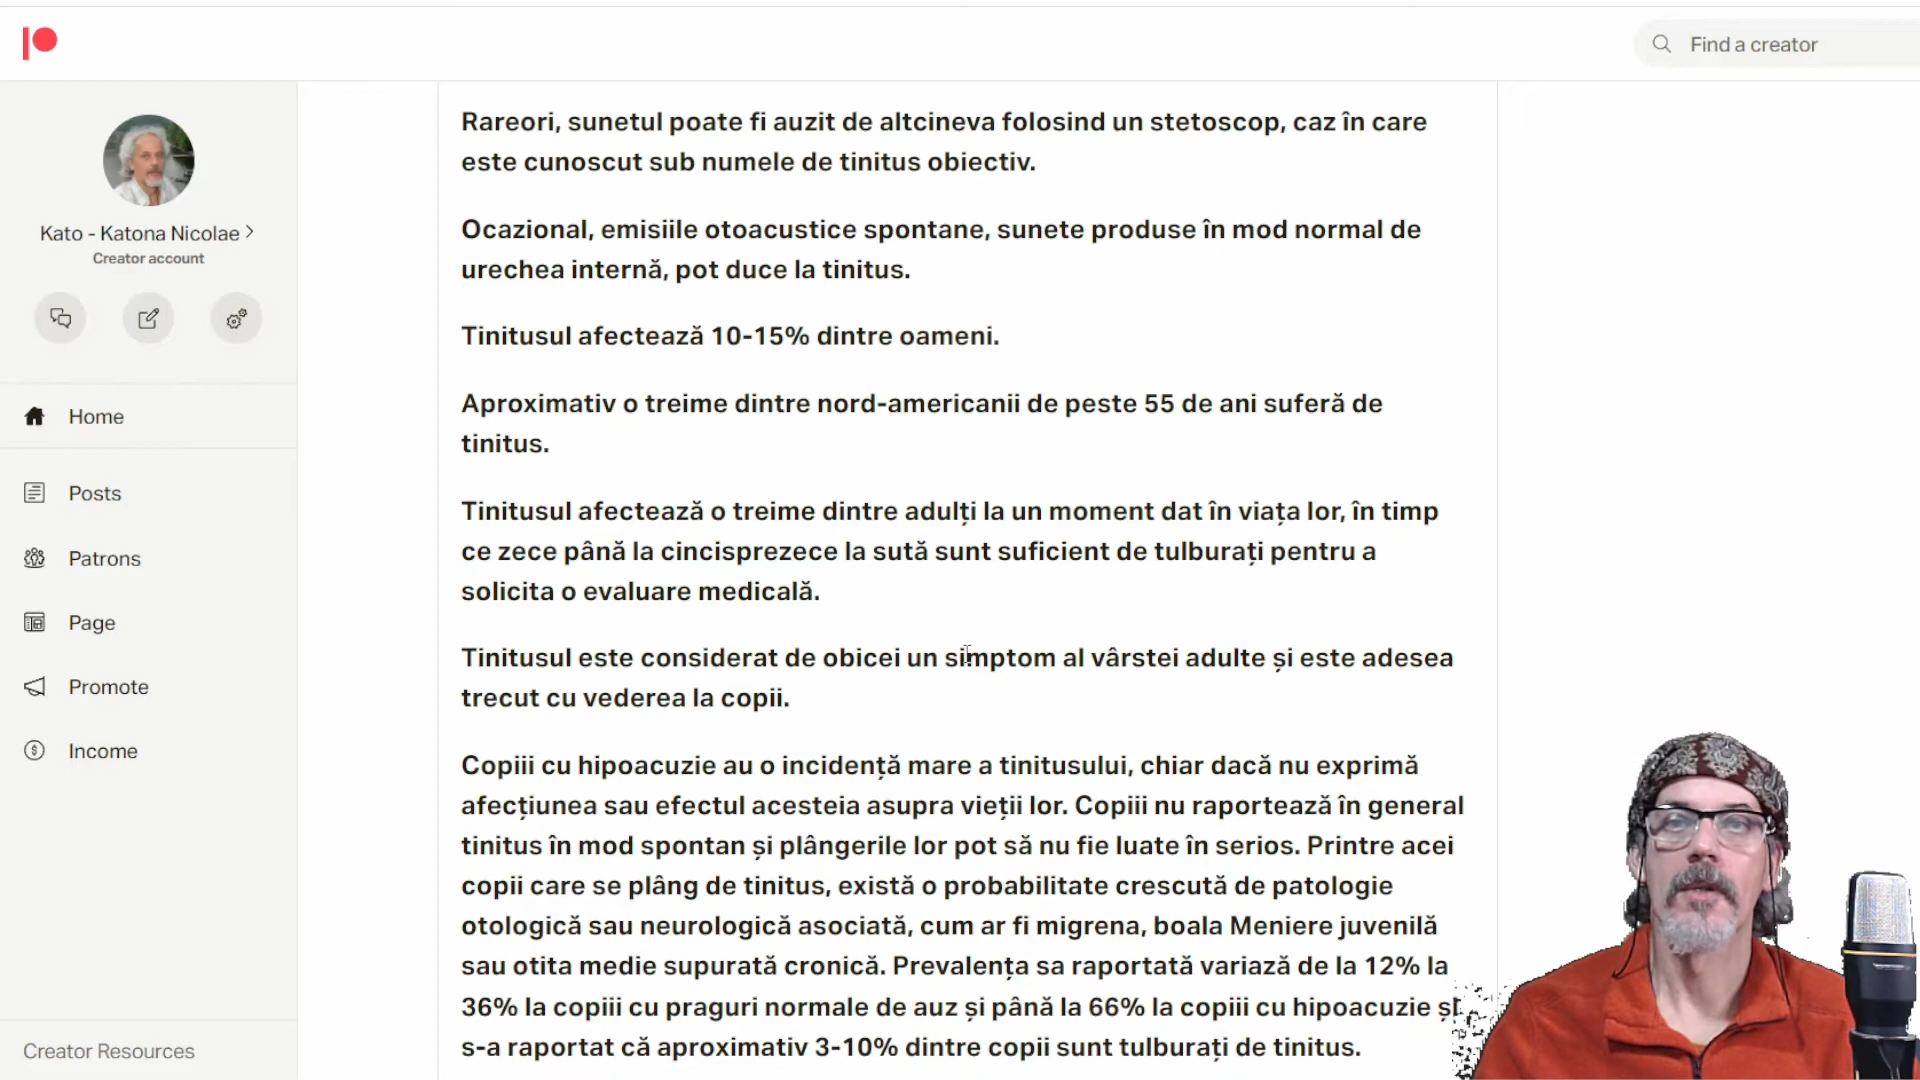 Find a creator
Kato - Katona Nicolae
Creator account
Home
Posts
Patrons
Page
Promote
Income
Creator Resources
Rareori, sunetul poate fi auzit de altcineva folosind un stetoscop, caz în care
este cunoscut sub numele de tinitus obiectiv.
Ocazional, emisiile otoacustice spontane, sunete produse în mod normal de
urechea internă, pot duce la tinitus.
Tinitusul afectează 10-15% dintre oameni.
Aproximativ o treime dintre nord-americanii de peste 55 de ani suferă de
tinitus.
Tinitusul afectează o treime dintre adulți la un moment dat în viața lor, în timp
ce zece până la cincisprezece la sută sunt suficient de tulburați pentru a
solicita o evaluare medicală.
Tinitusul este considerat de obicei un simptom al vârstei adulte și este adesea
trecut cu vederea la copii.
Copiii cu hipoacuzie au o incidență mare a tinitusului, chiar dacă nu exprimă
afecțiunea sau efectul acesteia asupra vieții lor. Copiii nu raportează în general
tinitus în mod spontan și plângerile lor pot să nu fie luate în serios. Printre acei
copii care se plâng de tinitus, există o probabilitate crescută de patologie
otologică sau neurologică asociată, cum ar fi migrena, boala Meniere juvenilă
sau otita medie supurată cronică. Prevalența sa raportată variază de la 12% la
36% la copiii cu praguri normale de auz și până la 66% la copiii cu hipoacuzie și
s-a raportat că aproximativ 3-10% dintre copii sunt tulburați de tinitus.